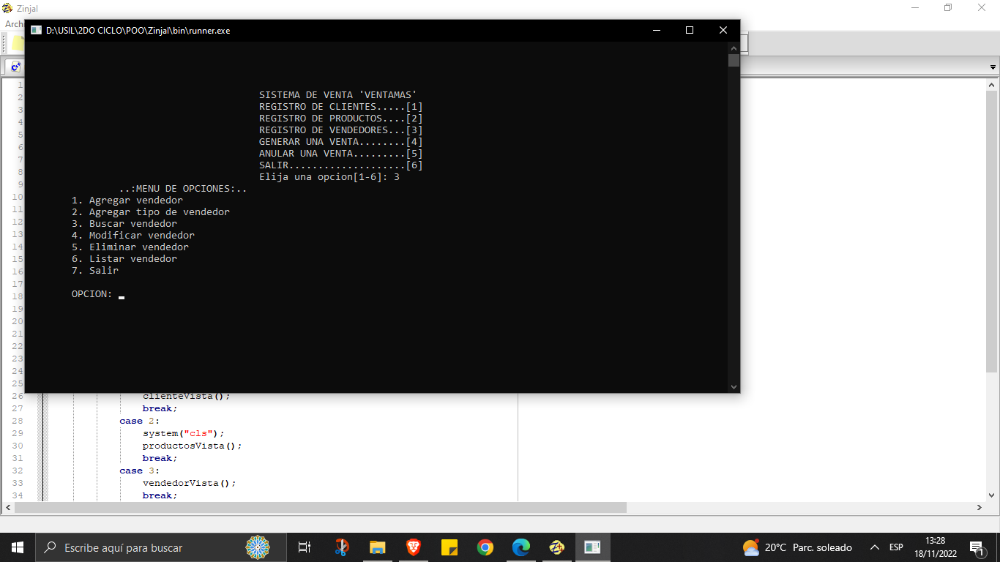 Zinjal
Archi
D:\USIL\2DO CICLO\POO\Zinjal\bin\runner.exe
SISTEMA DE VENTA 'VENTAMAS'
REGISTRO DE CLIENTES.....[1]
REGISTRO DE PRODUCTOS....[2]
REGISTRO DE VENDEDORES...[3]
GENERAR UNA VENTA........[4]
ANULAR UNA VENTA.........[5]
SALIR....................[6]
Elija una opcion[1-6]: 3
..:MENU DE OPCIONES:..
1. Agregar vendedor
2. Agregar tipo de vendedor
3. Buscar vendedor
4. Modificar vendedor
5. Eliminar vendedor
6. Listar vendedor
7. Salir
OPCION:
1
2
3
4
5
6
7
8
9
10
11
12
13
14
15
16
17
18
19
20
21
22
23
24
25
26 clienteVista();
27 break;
28 case 2:
29 system("cls");
30 productosVista();
31 break;
32 case 3:
33 vendedorVista();
34 break;
Escribe aquí para buscar
20°C Parc. soleado
ESP
13:28
18/11/2022
1